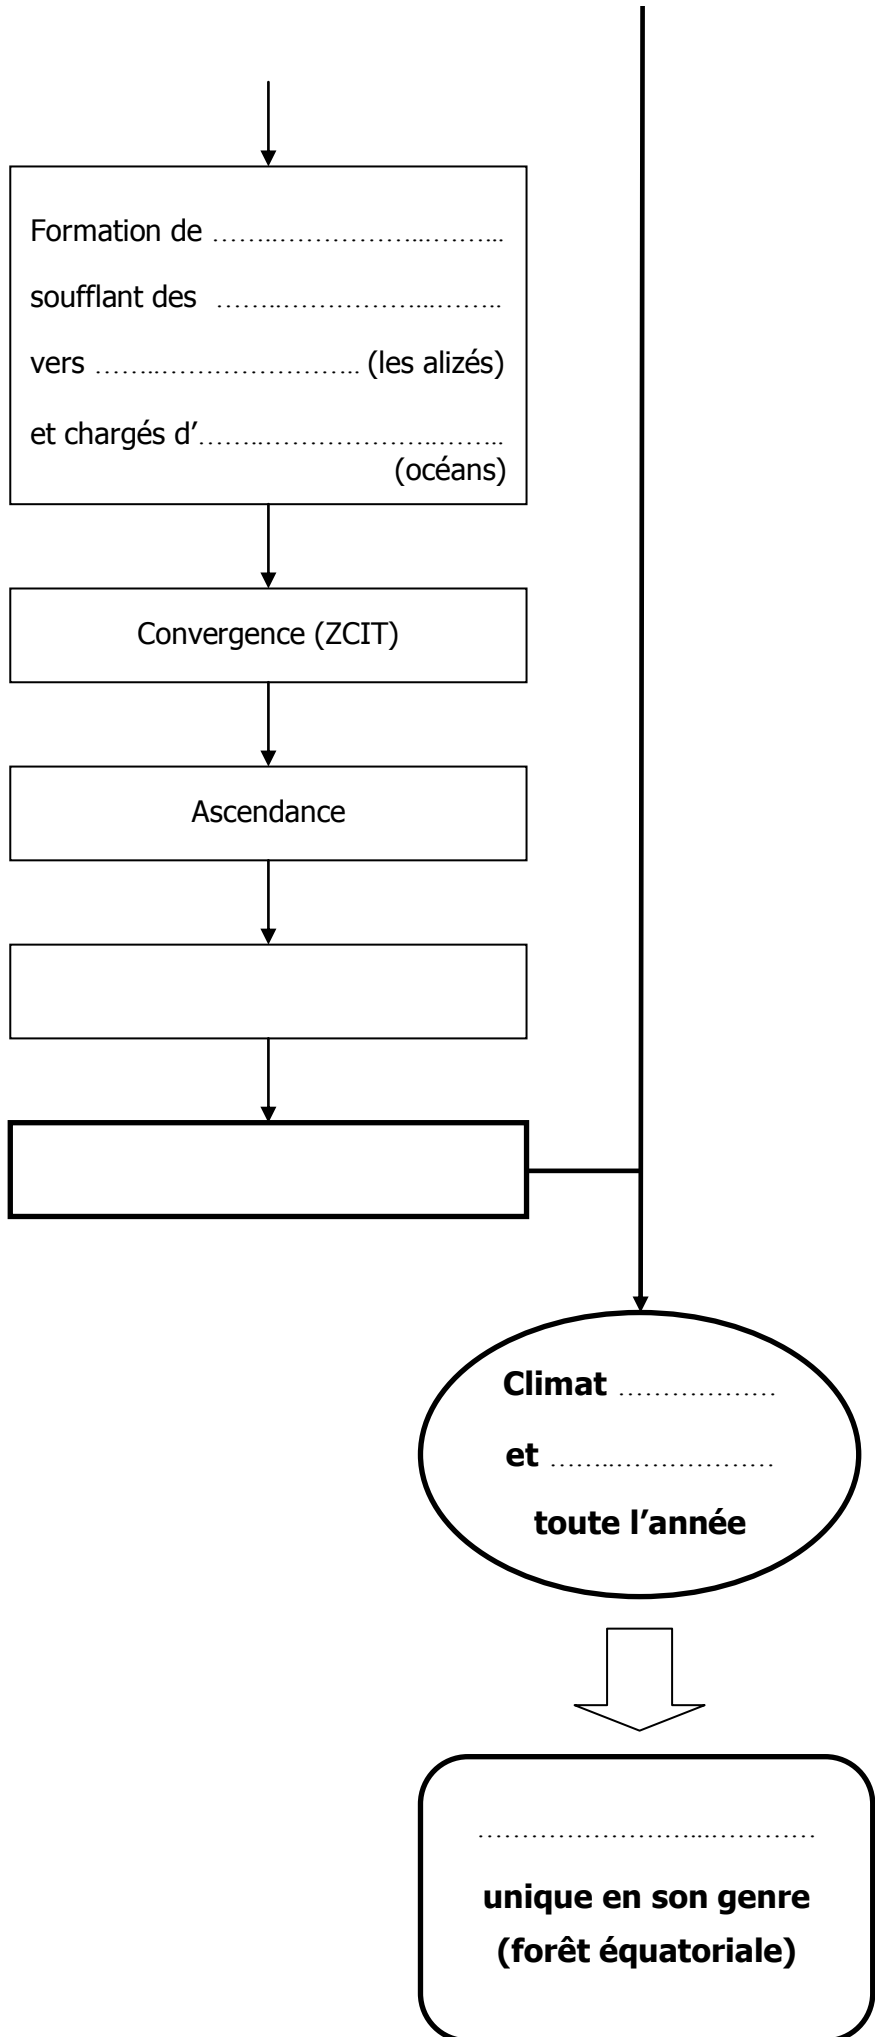 Formation de ……..……………..……...
soufflant des ……..……………..……..
vers ……..………………….. (les alizés)
et chargés d’……..………………..……..
(océans)
Convergence (ZCIT)
Ascendance
Climat ………………
et ……..………………
toute l’année
……………………...…………
unique en son genre
(forêt équatoriale)